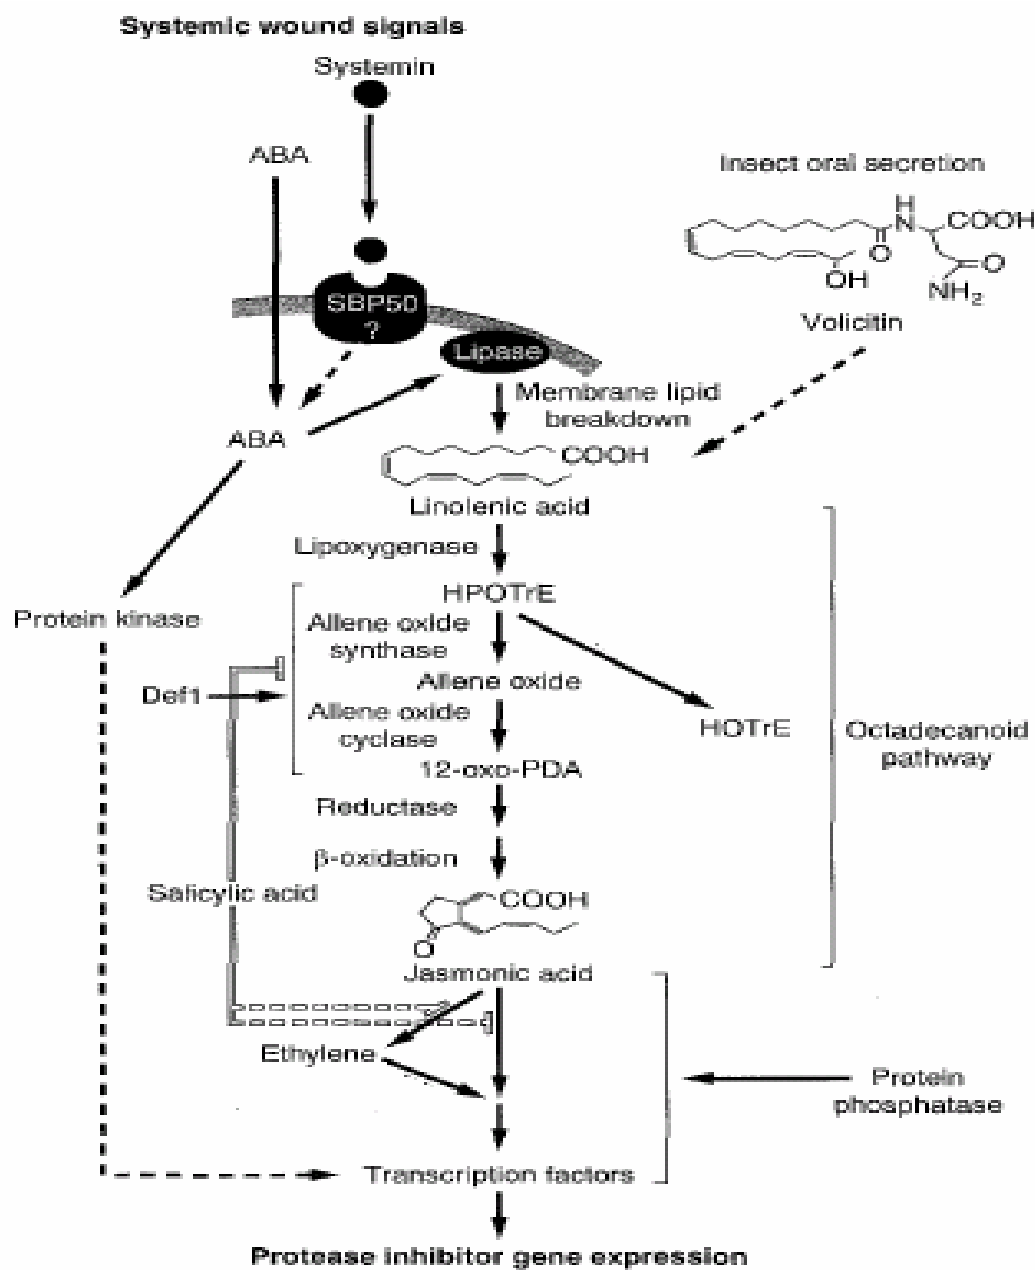 Systemic wound signals
Systemin
ABA
Insect oral secretion
H
N
COOH
O
OH
O
NH2
Volicitin
SBP50
?
Lipase
Membrane lipid
breakdown
ABA
COOH
Linolenic acid
Lipoxygenase
HPOTrE
Protein kinase
Allene oxide
synthase
Allene oxide
Def1
Allene oxide
cyclase
HOTrE
Octadecanoid
pathway
12-oxo-PDA
Reductase
β-oxidation
Salicylic acid
COOH
O
Jasmonic acid
Ethylene
Protein
phosphatase
Transcription factors
Protease inhibitor gene expression